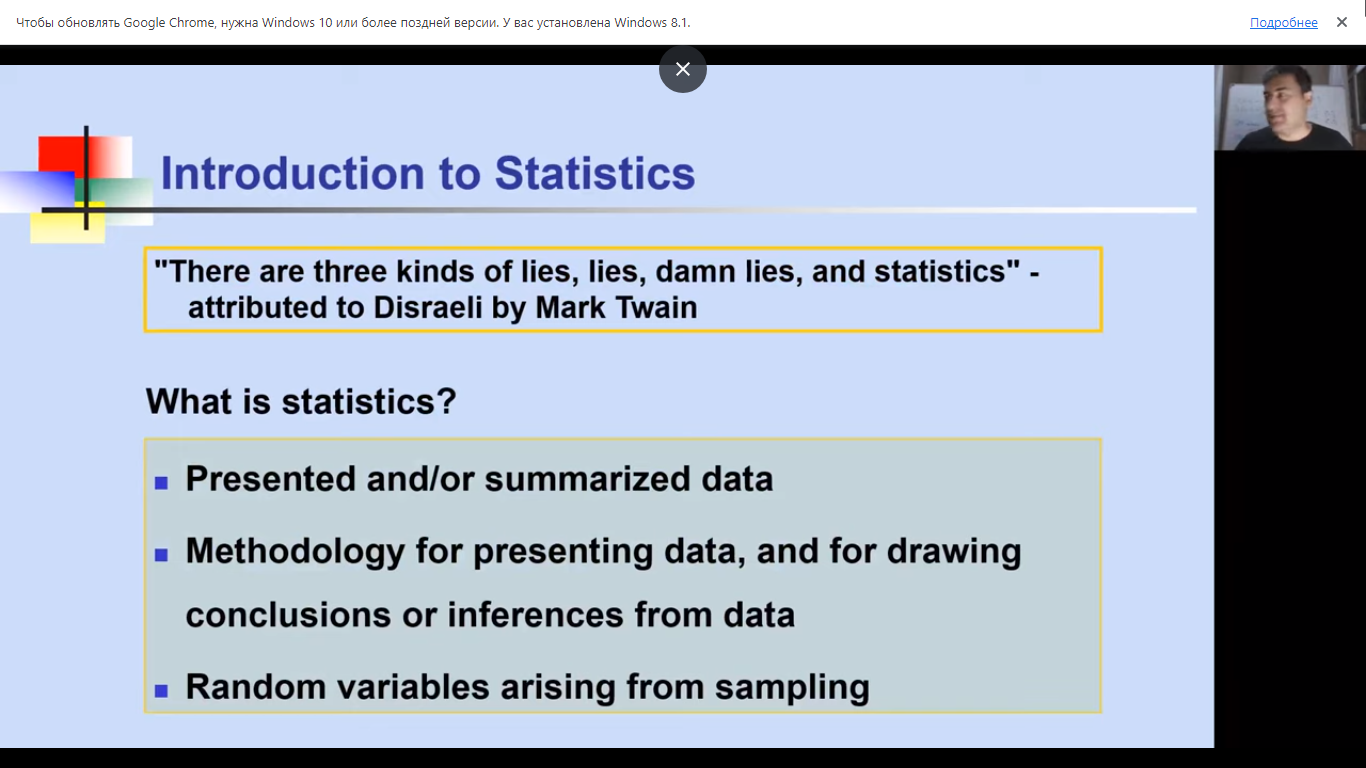 Чтобы обновлять Google Chrome, нужна Windows 10 или более поздней версии. У вас установлена Windows 8.1.
Подробнее
Introduction to Statistics
"There are three kinds of lies, lies, damn lies, and statistics" -
attributed to Disraeli by Mark Twain
What is statistics?
Presented and/or summarized data
Methodology for presenting data, and for drawing
conclusions or inferences from data
Random variables arising from sampling